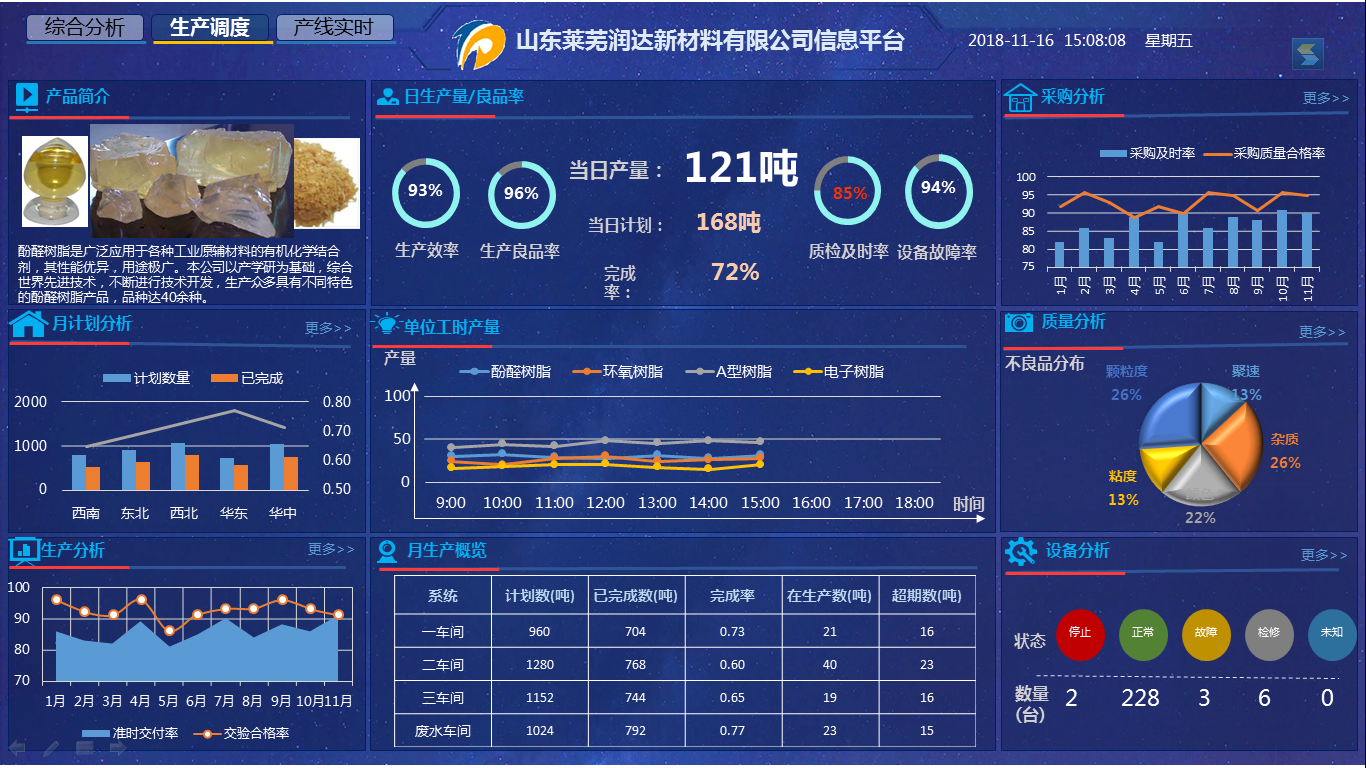 综合分析 生产调度 产线实时
山东莱芜润达新材料有限公司信息平台
2018-11-16 15:08:08 星期五
产品简介
酚醛树脂是广泛应用于各种工业原辅材料的有机化学结合
剂，其性能优异，用途极广。本公司以产学研为基础，综合
世界先进技术，不断进行技术开发，生产众多具有不同特色
的酚醛树脂产品，品种达40余种。
日生产量/良品率
93%
生产效率
96%
生产良品率
当日产量： 121吨
当日计划： 168吨
完成
率： 72%
85%
质检及时率
94%
设备故障率
采购分析 更多>>
采购及时率 采购质量合格率
100
95
90
85
80
75
1月 2月 3月 4月 5月 6月 7月 8月 9月 10月 11月
月计划分析 更多>>
计划数量 已完成
2000 0.80
0.70
1000 0.60
0 0.50
西南 东北 西北 华东 华中
单位工时产量
产量
酚醛树脂 环氧树脂 A型树脂 电子树脂
100
50
0
9:00 10:00 11:00 12:00 13:00 14:00 15:00 16:00 17:00 18:00 时间
质量分析 更多>>
不良品分布
颗粒度
26%
聚速
13%
杂质
26%
粘度
13%
22%
生产分析 更多>>
100
90
80
70
1月 2月 3月 4月 5月 6月 7月 8月 9月 10月 11月
准时交付率 交验合格率
月生产概览
系统 计划数(吨) 已完成数(吨) 完成率 在生产数(吨) 超期数(吨)
一车间 960 704 0.73 21 16
二车间 1280 768 0.60 40 23
三车间 1152 744 0.65 19 16
废水车间 1024 792 0.77 23 15
设备分析 更多>>
状态 停止 正常 故障 检修 未知
数量
(台) 2 228 3 6 0